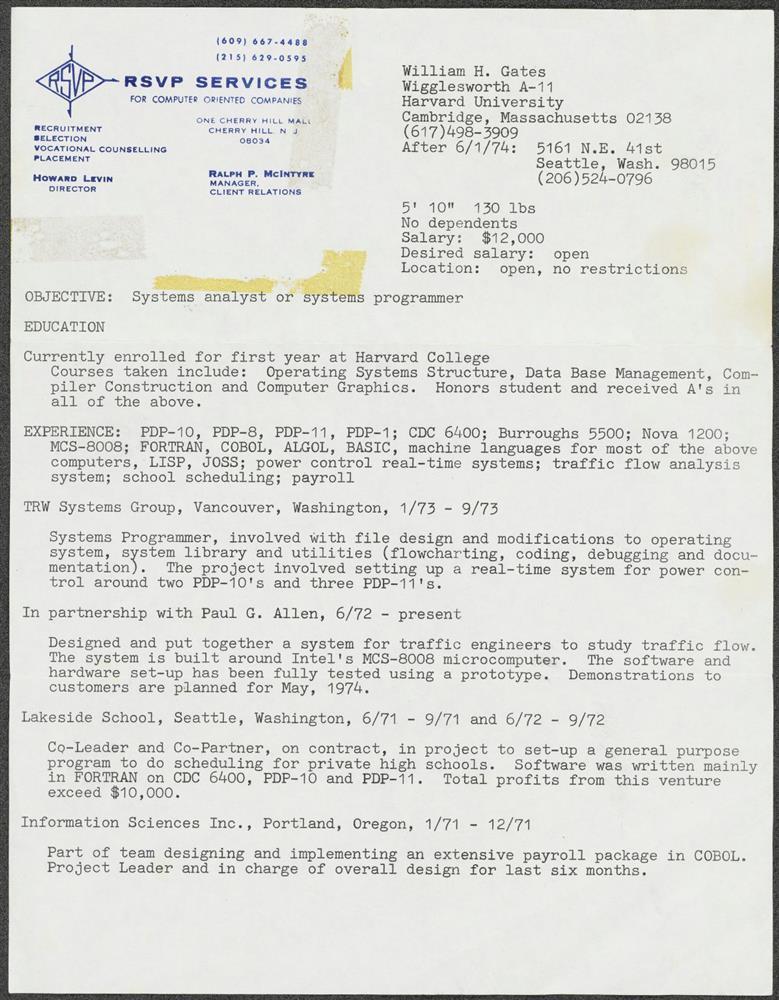 (609) 667-4488
(215) 629-0595
RSVP
RSVP SERVICES
FOR COMPUTER ORIENTED COMPANIES
ONE CHERRY HILL MALL
CHERRY HILL N J
08034
RECRUITMENT
SELECTION
VOCATIONAL COUNSELLING
PLACEMENT
HOWARD LEVIN
DIRECTOR
RALPH P. MCINTYRE
MANAGER,
CLIENT RELATIONS
William H. Gates
Wigglesworth A-11
Harvard University
Cambridge, Massachusetts 02138
(617)498-3909
After 6/1/74: 5161 N.E. 41st
Seattle, Wash. 98015
(206)524-0796
5' 10" 130 lbs
No dependents
Salary: $12,000
Desired salary: open
Location: open, no restrictions
OBJECTIVE: Systems analyst or systems programmer
EDUCATION
Currently enrolled for first year at Harvard College
Courses taken include: Operating Systems Structure, Data Base Management, Com-
piler Construction and Computer Graphics. Honors student and received A's in
all of the above.
EXPERIENCE: PDP-10, PDP-8, PDP-11, PDP-1; CDC 6400; Burroughs 5500; Nova 1200;
MCS-8008; FORTRAN, COBOL, ALGOL, BASIC, machine languages for most of the above
computers, LISP, JOSS; power control real-time systems; traffic flow analysis
system; school scheduling; payroll
TRW Systems Group, Vancouver, Washington, 1/73 - 9/73
Systems Programmer, involved with file design and modifications to operating
system, system library and utilities (flowcharting, coding, debugging and docu-
mentation). The project involved setting up a real-time system for power con-
trol around two PDP-10's and three PDP-11's.
In partnership with Paul G. Allen, 6/72 - present
Designed and put together a system for traffic engineers to study traffic flow.
The system is built around Intel's MCS-8008 microcomputer. The software and
hardware set-up has been fully tested using a prototype. Demonstrations to
customers are planned for May, 1974.
Lakeside School, Seattle, Washington, 6/71 - 9/71 and 6/72 - 9/72
Co-Leader and Co-Partner, on contract, in project to set-up a general purpose
program to do scheduling for private high schools. Software was written mainly
in FORTRAN on CDC 6400, PDP-10 and PDP-11. Total profits from this venture
exceed $10,000.
Information Sciences Inc., Portland, Oregon, 1/71 - 12/71
Part of team designing and implementing an extensive payroll package in COBOL.
Project Leader and in charge of overall design for last six months.